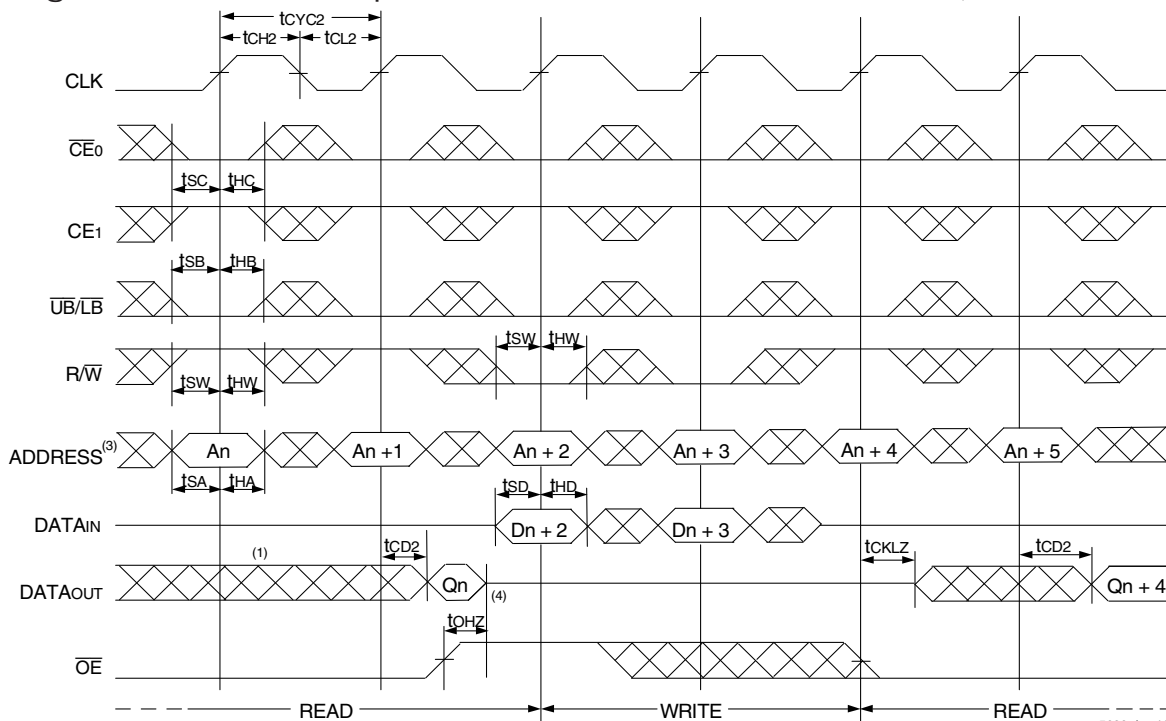 tCYC2
tCH2 tCL2
CLK
CE0
tSC tHC
CE1
tSB tHB
UB/LB
tSW tHW
R/W
tSW tHW
ADDRESS(3) An An +1 An + 2 An + 3 An + 4 An + 5
tSA tHA
tSD tHD
DATAIN Dn + 2 Dn + 3
tCD2 tCKLZ tCD2
(1)
DATAOUT Qn (4) Qn + 4
tOHZ
OE
READ WRITE READ